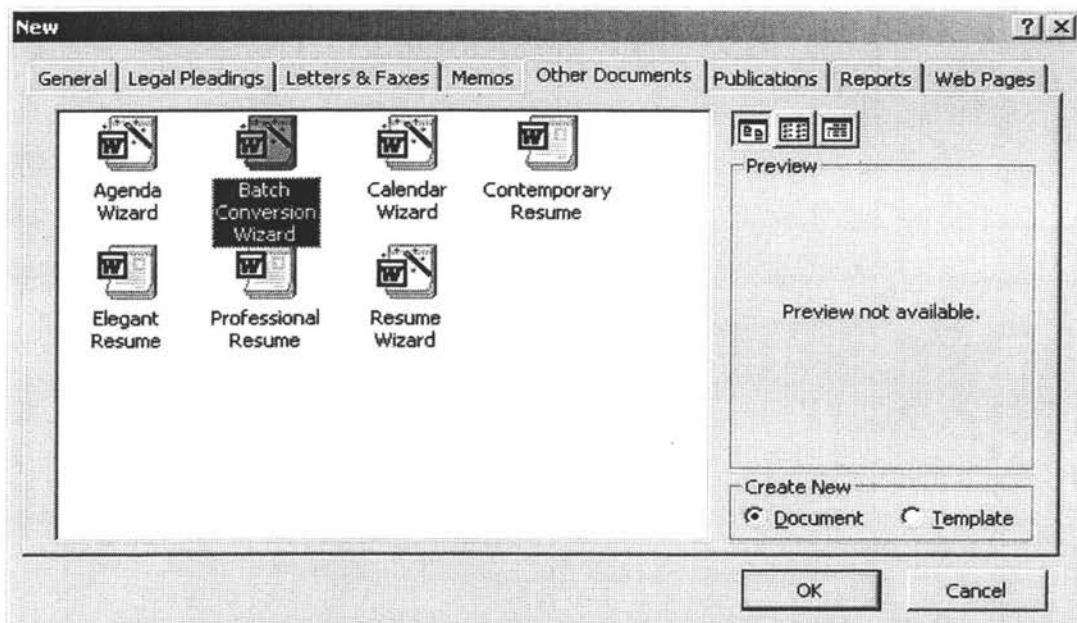 New
General Legal Pleadings Letters & Faxes Memos Other Documents Publications Reports Web Pages
Agenda Wizard
Batch Conversion Wizard
Calendar Wizard
Contemporary Resume
Elegant Resume
Professional Resume
Resume Wizard
Preview
Preview not available.
Create New
Document Template
OK Cancel